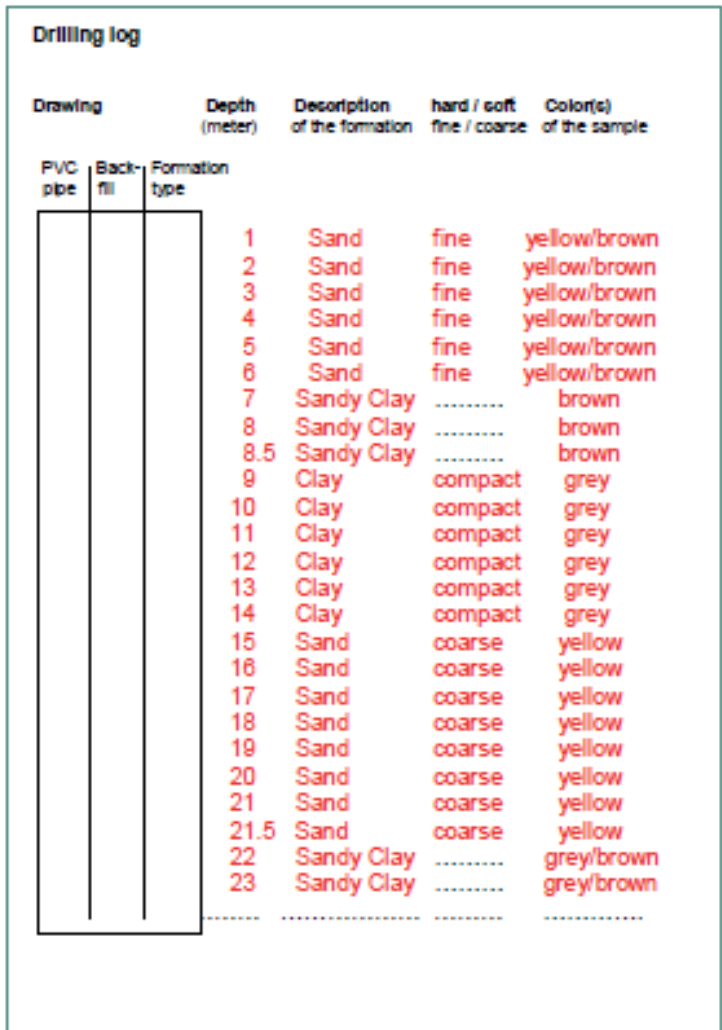 Drilling log
Drawing Depth Description hard / soft Color(s)
(meter) of the formation fine / coarse of the sample
PVC Back- Formation
pipe fill type
1 Sand fine yellow/brown
2 Sand fine yellow/brown
3 Sand fine yellow/brown
4 Sand fine yellow/brown
5 Sand fine yellow/brown
6 Sand fine yellow/brown
7 Sandy Clay ......... brown
8 Sandy Clay ......... brown
8.5 Sandy Clay ......... brown
9 Clay compact grey
10 Clay compact grey
11 Clay compact grey
12 Clay compact grey
13 Clay compact grey
14 Clay compact grey
15 Sand coarse yellow
16 Sand coarse yellow
17 Sand coarse yellow
18 Sand coarse yellow
19 Sand coarse yellow
20 Sand coarse yellow
21 Sand coarse yellow
21.5 Sand coarse yellow
22 Sandy Clay ......... grey/brown
23 Sandy Clay ......... grey/brown